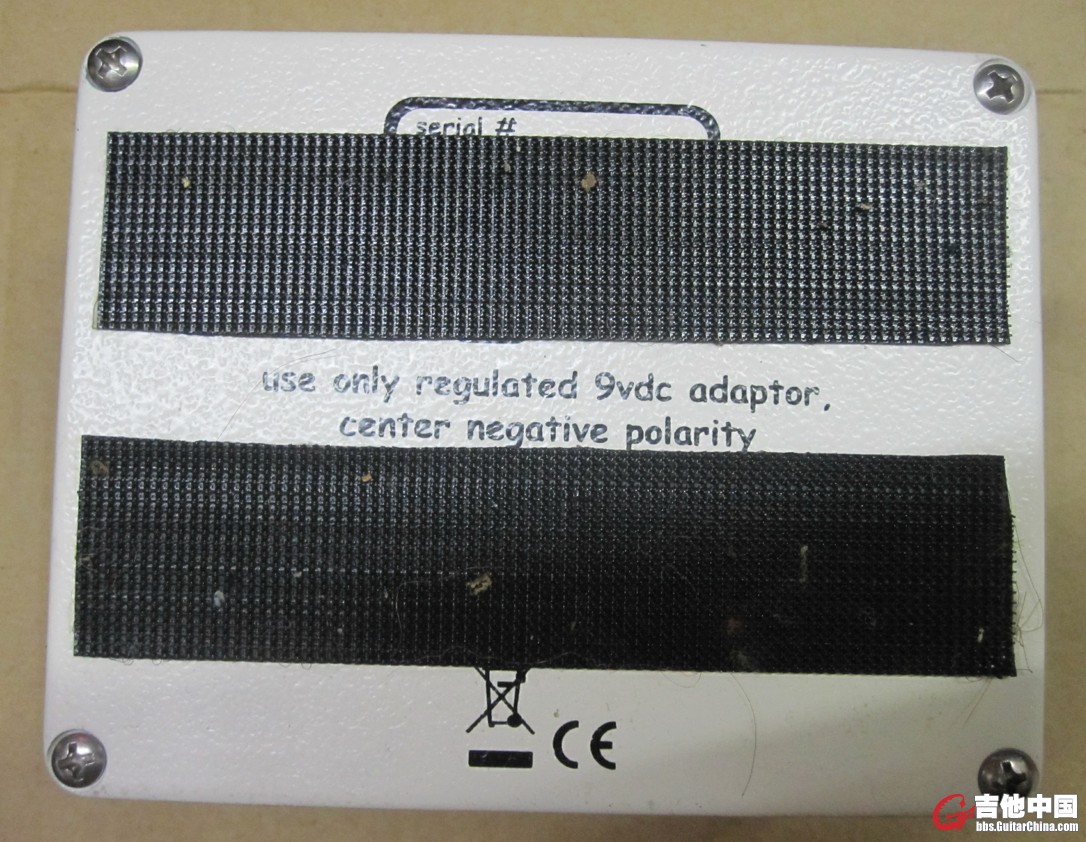 serial #
use only regulated 9vdc adaptor,
center negative polarity
CE
吉他中国
bbs.GuitarChina.com